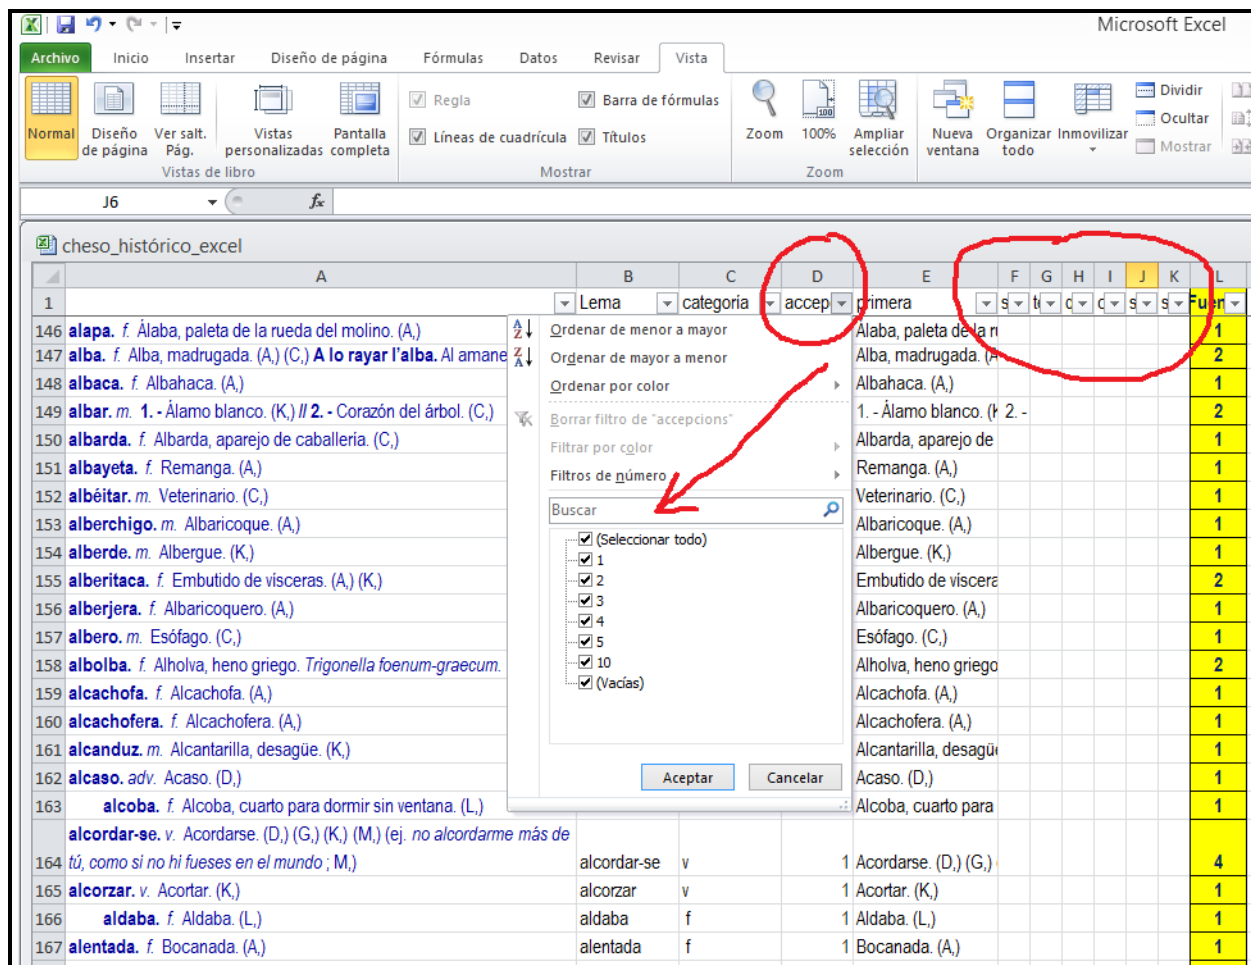 Microsoft Excel
Archivo Inicio Insertar Diseño de página Fórmulas Datos Revisar Vista
Normal Diseño de página Ver salt. Pág. Vistas personalizadas Pantalla completa
Vistas de libro
Regla Barra de fórmulas
Líneas de cuadrícula Títulos
Mostrar
Zoom 100% Ampliar selección
Zoom
Nueva ventana Organizar todo Inmovilizar
Dividir
Ocultar
Mostrar
J6 fx
cheso_histórico_excel
A B C D E F G H I J K L
1 Lema categoría accep primera s t c c s s Fuen
146 alapa. f. Álaba, paleta de la rueda del molino. (A,) Álaba, paleta de la ru 1
147 alba. f. Alba, madrugada. (A,) (C,) A lo rayar l'alba. Al amane Alba, madrugada. (A 2
148 albaca. f. Albahaca. (A,) Albahaca. (A,) 1
149 albar. m. 1. - Álamo blanco. (K,) // 2. - Corazón del árbol. (C,) 1. - Álamo blanco. (K 2. - 2
150 albarda. f. Albarda, aparejo de caballería. (C,) Albarda, aparejo de 1
151 albayeta. f. Remanga. (A,) Remanga. (A,) 1
152 albéitar. m. Veterinario. (C,) Veterinario. (C,) 1
153 alberchigo. m. Albaricoque. (A,) Albaricoque. (A,) 1
154 alberde. m. Albergue. (K,) Albergue. (K,) 1
155 alberitaca. f. Embutido de vísceras. (A,) (K,) Embutido de víscera 2
156 alberjera. f. Albaricoquero. (A,) Albaricoquero. (A,) 1
157 albero. m. Esófago. (C,) Esófago. (C,) 1
158 albolba. f. Alholva, heno griego. Trigonella foenum-graecum. Alholva, heno griego 2
159 alcachofa. f. Alcachofa. (A,) Alcachofa. (A,) 1
160 alcachofera. f. Alcachofera. (A,) Alcachofera. (A,) 1
161 alcanduz. m. Alcantarilla, desagüe. (K,) Alcantarilla, desagüe 1
162 alcaso. adv. Acaso. (D,) Acaso. (D,) 1
163 alcoba. f. Alcoba, cuarto para dormir sin ventana. (L,) Alcoba, cuarto para 1
alcordar-se. v. Acordarse. (D,) (G,) (K,) (M,) (ej. no alcordarme más de
164 tú, como si no hi fueses en el mundo ; M,) alcordar-se v 1 Acordarse. (D,) (G,) ( 4
165 alcorzar. v. Acortar. (K,) alcorzar v 1 Acortar. (K,) 1
166 aldaba. f. Aldaba. (L,) aldaba f 1 Aldaba. (L,) 1
167 alentada. f. Bocanada. (A,) alentada f 1 Bocanada. (A,) 1
Ordenar de menor a mayor
Ordenar de mayor a menor
Ordenar por color
Borrar filtro de "accepcions"
Filtrar por color
Filtros de número
Buscar
(Seleccionar todo)
1
2
3
4
5
10
(Vacías)
Aceptar Cancelar